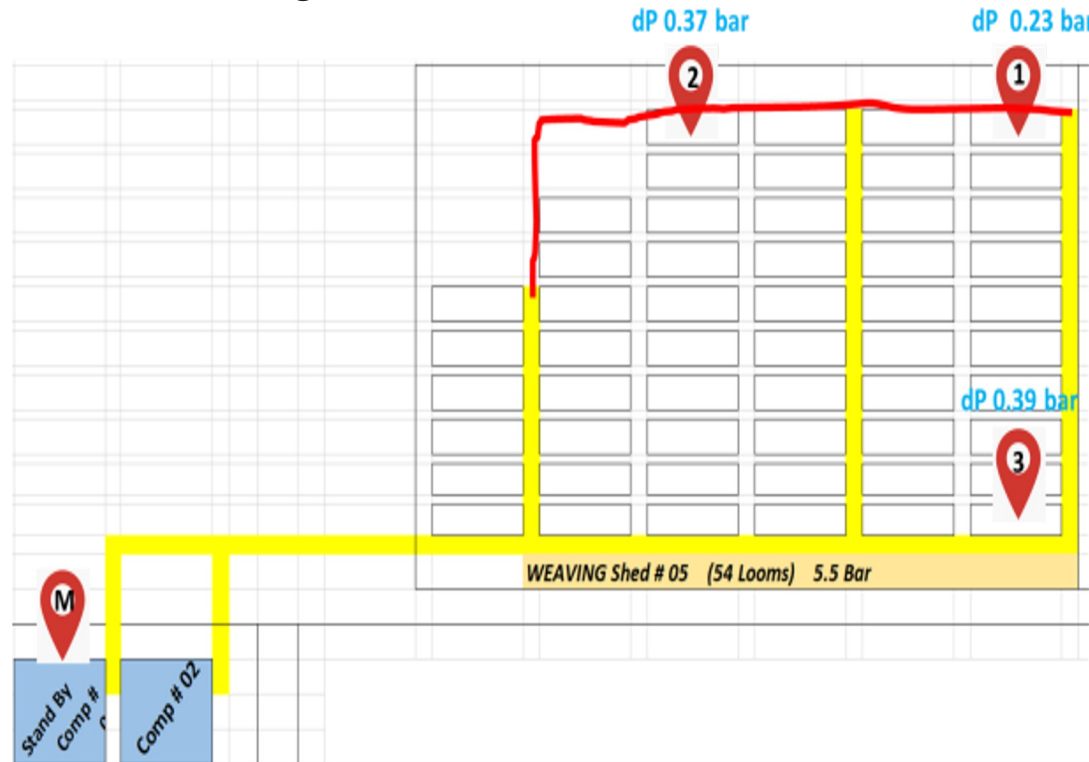 dP 0.37 bar
dP 0.23 bar
2
1
dP 0.39 bar
3
WEAVING Shed # 05 (54 Looms) 5.5 Bar
M
Stand By
Comp #
Comp # 02